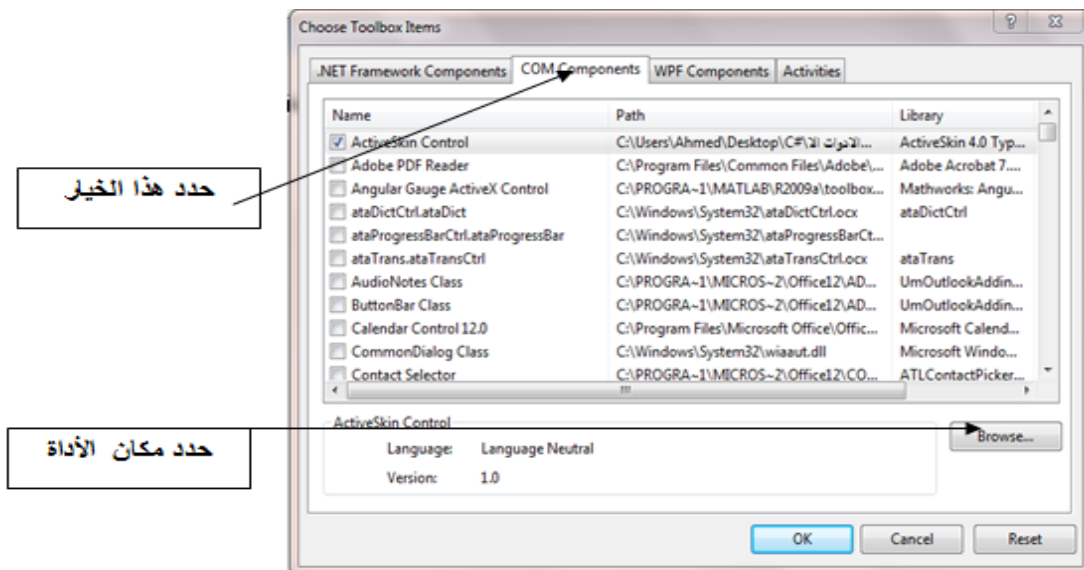 Choose Toolbox Items
.NET Framework Components COM Components WPF Components Activities
Name Path Library
ActiveSkin Control C:\Users\Ahmed\Desktop\C#\الادوات الا... ActiveSkin 4.0 Typ...
Adobe PDF Reader C:\Program Files\Common Files\Adobe\... Adobe Acrobat 7....
حدد هذا الخيار
Angular Gauge ActiveX Control C:\PROGRA~1\MATLAB\R2009a\toolbox... Mathworks: Angu...
ataDictCtrl.ataDict C:\Windows\System32\ataDictCtrl.ocx ataDictCtrl
ataProgressBarCtrl.ataProgressBar C:\Windows\System32\ataProgressBarCt...
ataTrans.ataTransCtrl C:\Windows\System32\ataTransCtrl.ocx ataTrans
AudioNotes Class C:\PROGRA~1\MICROS~2\Office12\AD... UmOutlookAddin...
ButtonBar Class C:\PROGRA~1\MICROS~2\Office12\AD... UmOutlookAddin...
Calendar Control 12.0 C:\Program Files\Microsoft Office\Offic... Microsoft Calend...
CommonDialog Class C:\Windows\System32\wiaaut.dll Microsoft Windo...
Contact Selector C:\PROGRA~1\MICROS~2\Office12\CO... ATLContactPicker...
ActiveSkin Control
حدد مكان الأداة
Browse...
Language: Language Neutral
Version: 1.0
OK Cancel Reset